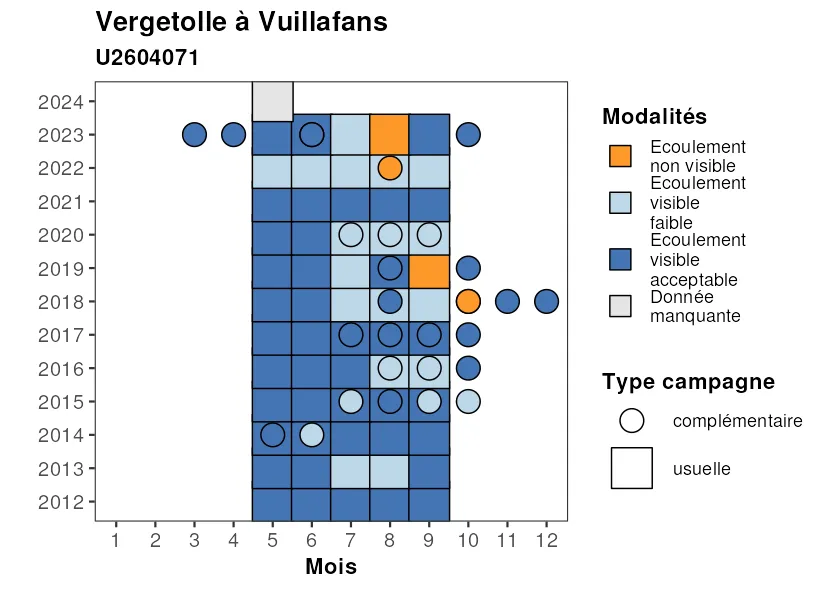 Vergetolle à Vuillafans
U2604071
2024
2023
2022
2021
2020
2019
2018
2017
2016
2015
2014
2013
2012
1 2 3 4 5 6 7 8 9 10 11 12
Mois
Modalités
Ecoulement
non visible
Ecoulement
visible
faible
Ecoulement
visible
acceptable
Donnée
manquante
Type campagne
complémentaire
usuelle